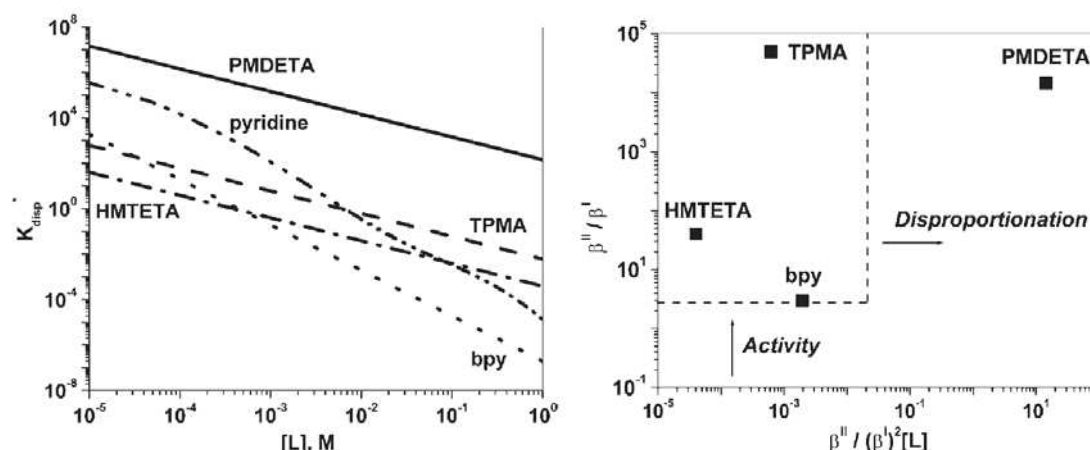 10^8
10^4
10^0
10^-4
10^-8
K*disp
PMDETA
pyridine
HMTETA
TPMA
bpy
10^-5
10^-4
10^-3
10^-2
10^-1
10^0
[L], M
10^5
10^3
10^1
10^-1
β^II / β^I
TPMA
PMDETA
HMTETA
Disproportionation
bpy
Activity
10^-5
10^-3
10^-1
10^1
β^II / (β^I)^2[L]